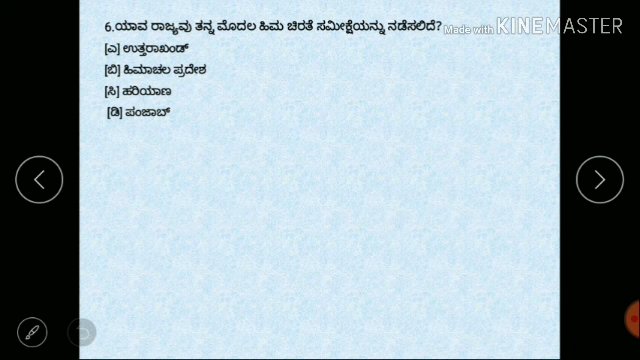 6.ಯಾವ ರಾಜ್ಯವು ತನ್ನ ಮೊದಲ ಹಿಮ ಚಿರತೆ ಸಮೀಕ್ಷೆಯನ್ನು ನಡೆಸಲಿದೆ?
Made with KINEMASTER
[ಎ] ಉತ್ತರಾಖಂಡ್
[ಬಿ] ಹಿಮಾಚಲ ಪ್ರದೇಶ
[ಸಿ] ಹರಿಯಾಣ
[ಡಿ] ಪಂಜಾಬ್